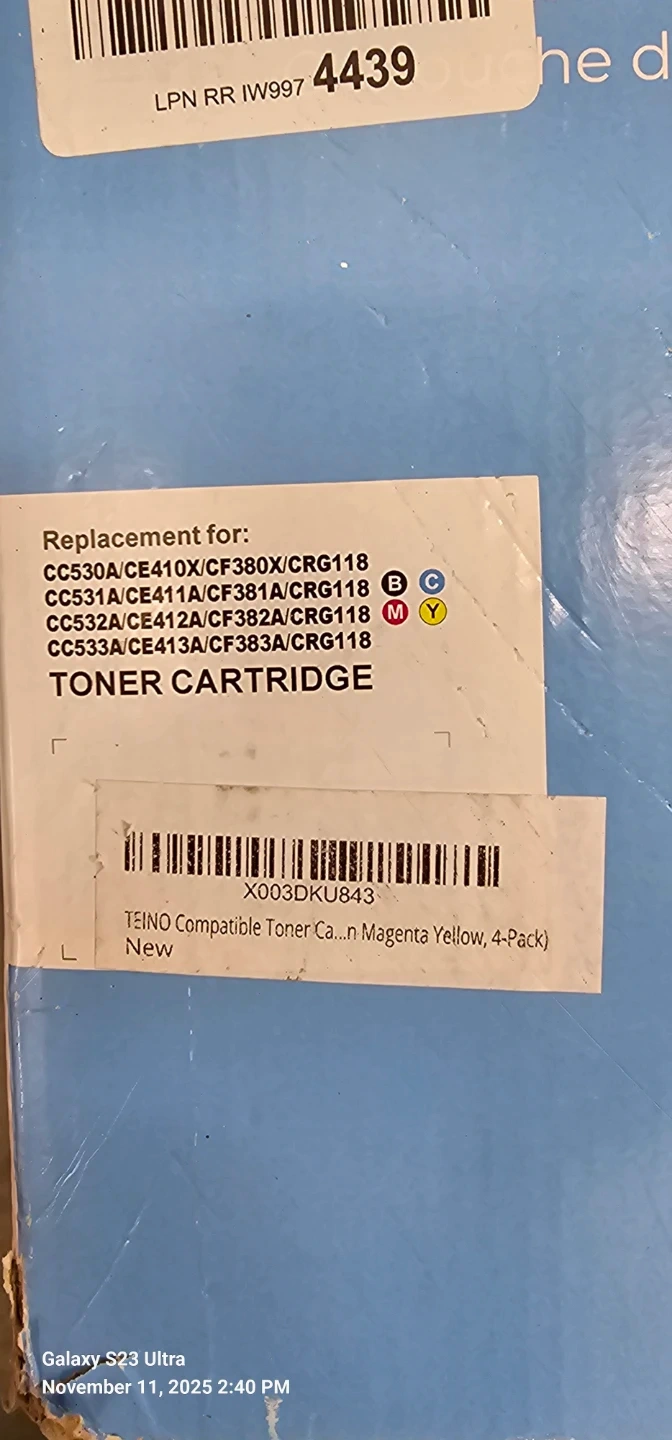 LPN RR IW997 4439
he d
Replacement for:
CC530A/CE410X/CF380X/CRG118
CC531A/CE411A/CF381A/CRG118 B C
CC532A/CE412A/CF382A/CRG118 M Y
CC533A/CE413A/CF383A/CRG118
TONER CARTRIDGE
X003DKU843
TEINO Compatible Toner Ca...n Magenta Yellow, 4-Pack)
New
Galaxy S23 Ultra
November 11, 2025 2:40 PM